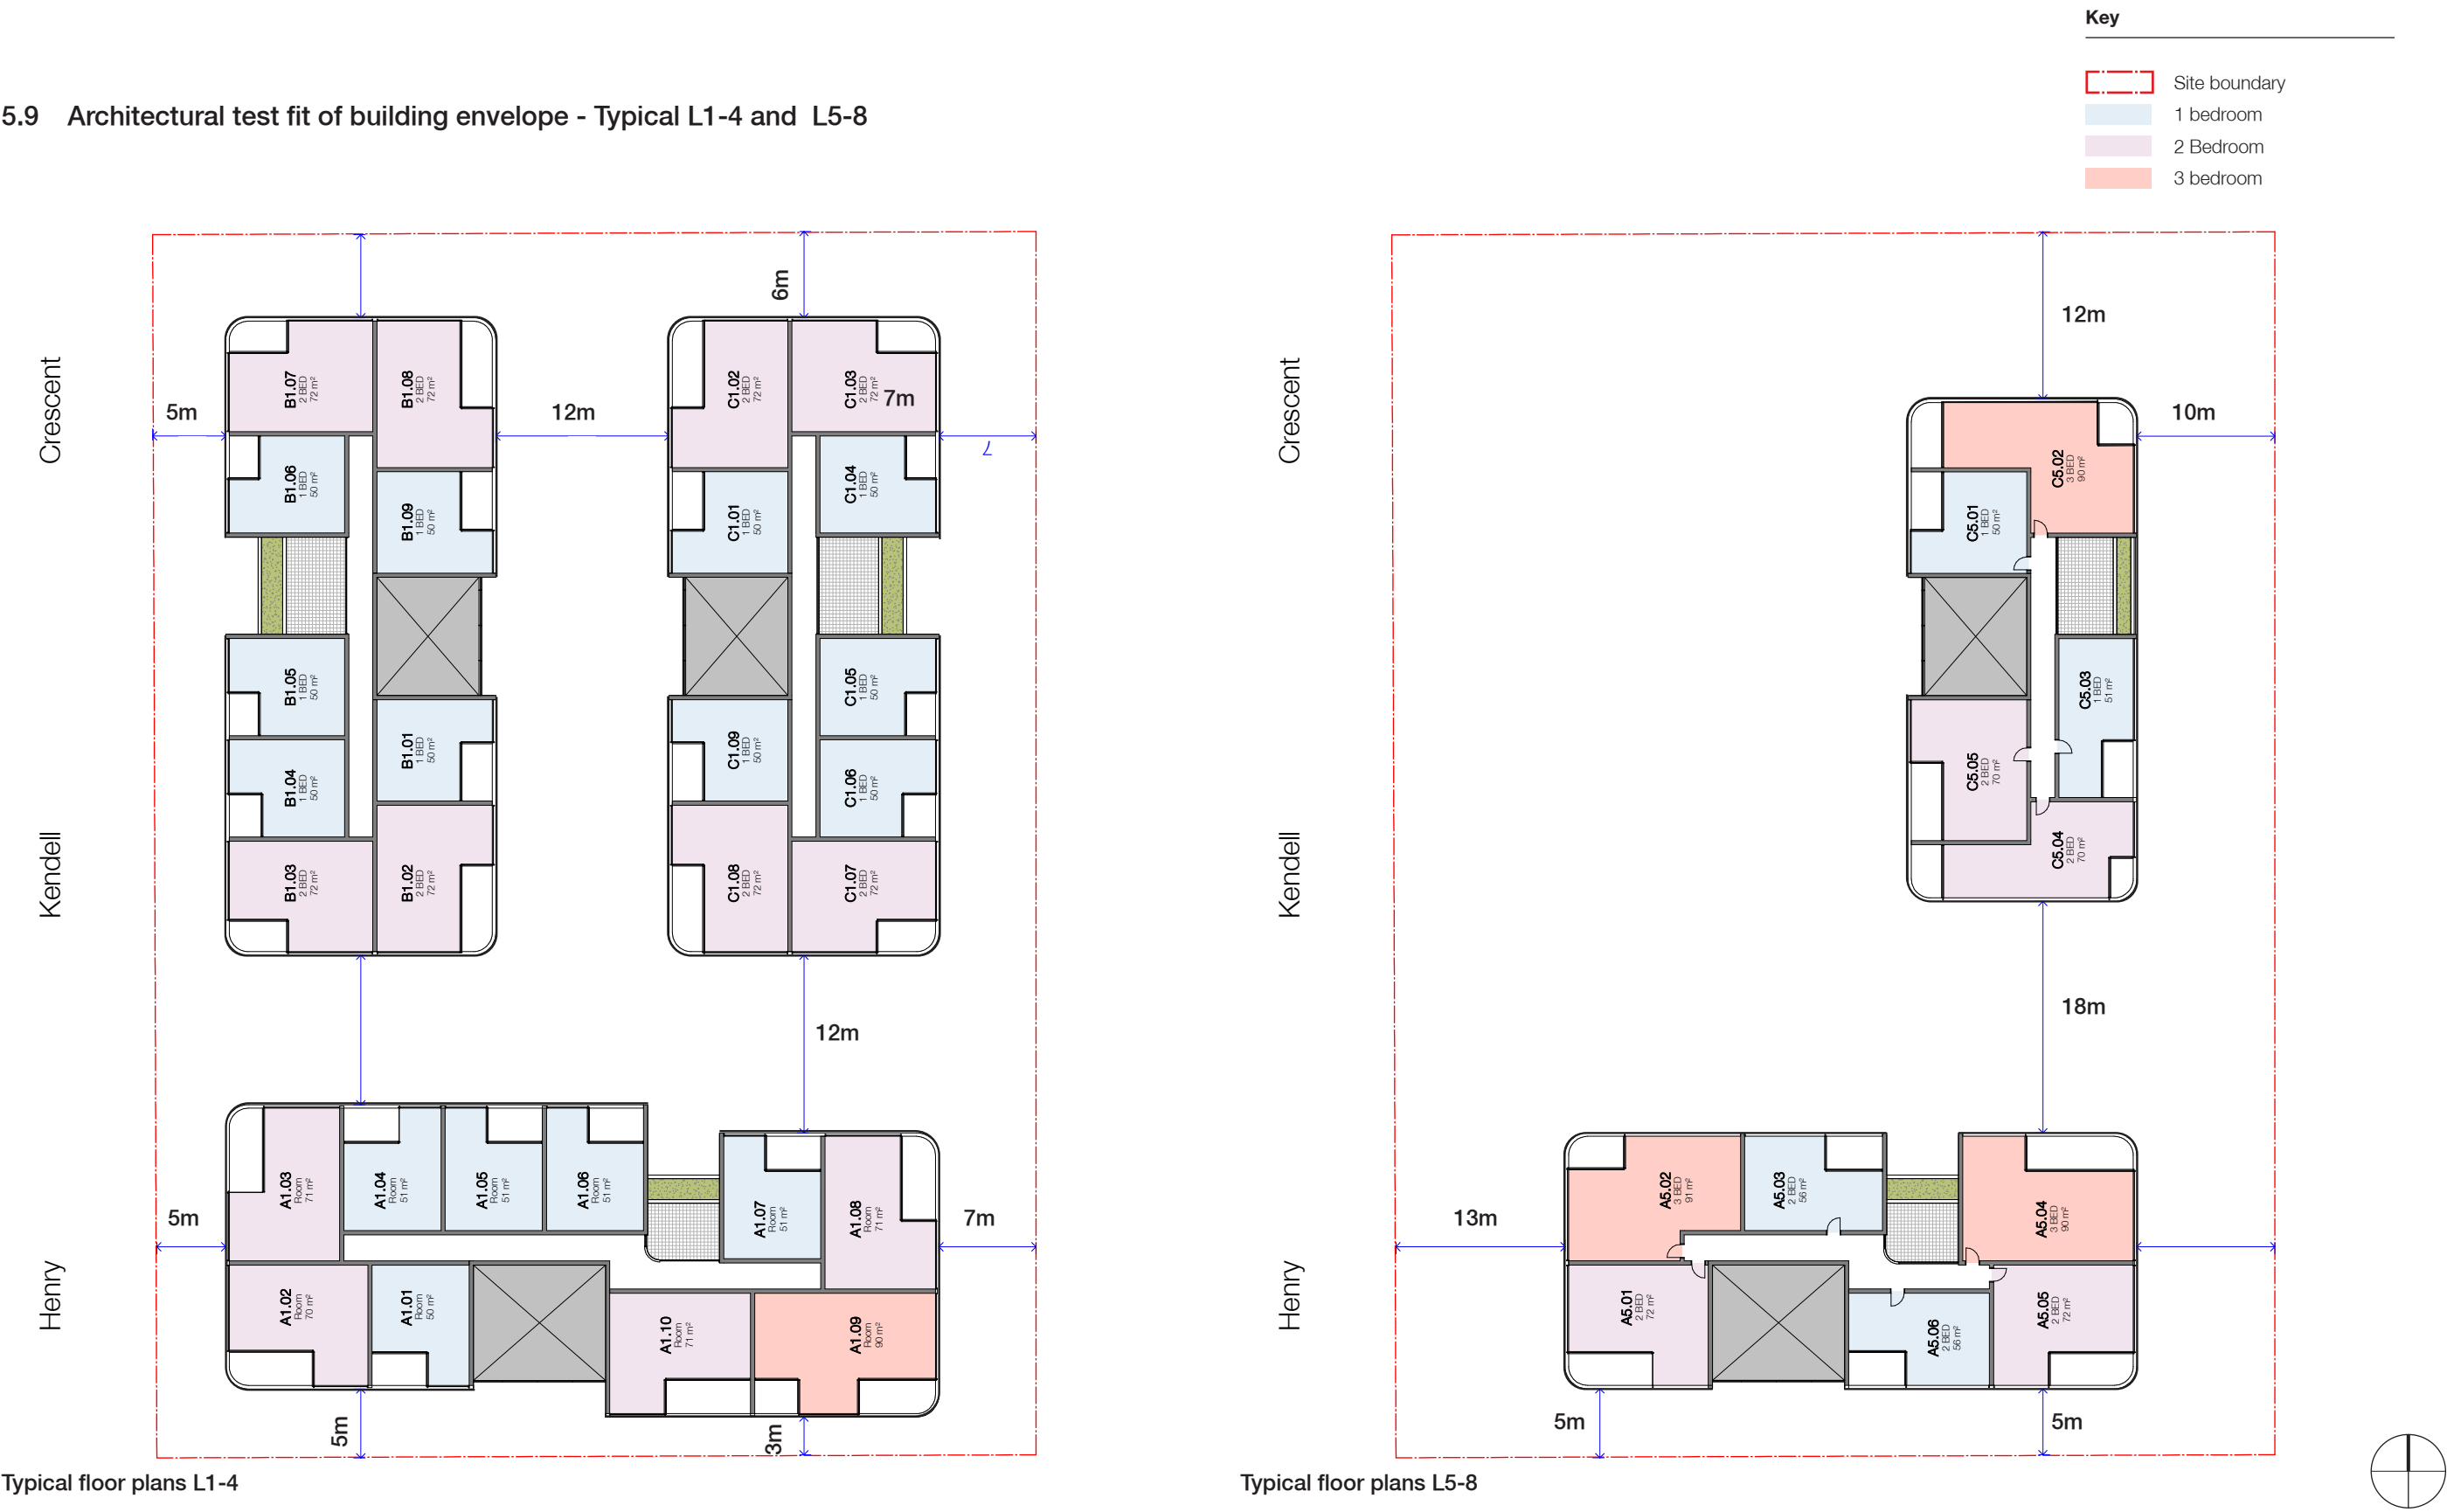 Key
Site boundary
1 bedroom
2 Bedroom
3 bedroom
5.9 Architectural test fit of building envelope - Typical L1-4 and L5-8
Crescent
Kendell
Henry
6m
5m
12m
7m
7
B1.07
2 BED
72 m²
B1.08
2 BED
72 m²
C1.02
2 BED
72 m²
C1.03
2 BED
72 m²
B1.06
1 BED
50 m²
B1.09
1 BED
50 m²
C1.01
1 BED
50 m²
C1.04
1 BED
50 m²
B1.05
1 BED
50 m²
B1.01
1 BED
50 m²
C1.09
1 BED
50 m²
C1.05
1 BED
50 m²
B1.04
1 BED
50 m²
C1.06
1 BED
50 m²
B1.03
2 BED
72 m²
B1.02
2 BED
72 m²
C1.08
2 BED
72 m²
C1.07
2 BED
72 m²
12m
A1.03
Room
71 m²
A1.04
Room
51 m²
A1.05
Room
51 m²
A1.06
Room
51 m²
A1.07
Room
51 m²
A1.08
Room
71 m²
5m
7m
A1.02
Room
70 m²
A1.01
Room
50 m²
A1.10
Room
71 m²
A1.09
Room
90 m²
5m
3m
Typical floor plans L1-4
Crescent
Kendell
Henry
12m
10m
C5.02
3 BED
90 m²
C5.01
1 BED
50 m²
C5.03
1 BED
51 m²
C5.05
2 BED
70 m²
C5.04
2 BED
70 m²
18m
13m
A5.02
3 BED
91 m²
A5.03
2 BED
56 m²
A5.04
3 BED
90 m²
A5.01
2 BED
72 m²
A5.06
2 BED
56 m²
A5.05
2 BED
72 m²
5m
5m
Typical floor plans L5-8